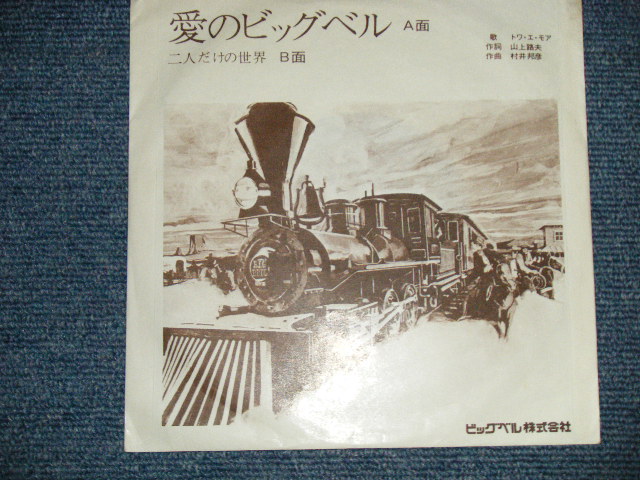 愛のビッグベル A面
二人だけの世界 B面
歌 トワ・エ・モア
作詞 山上路夫
作曲 村井邦彦
ビッグベル株式会社